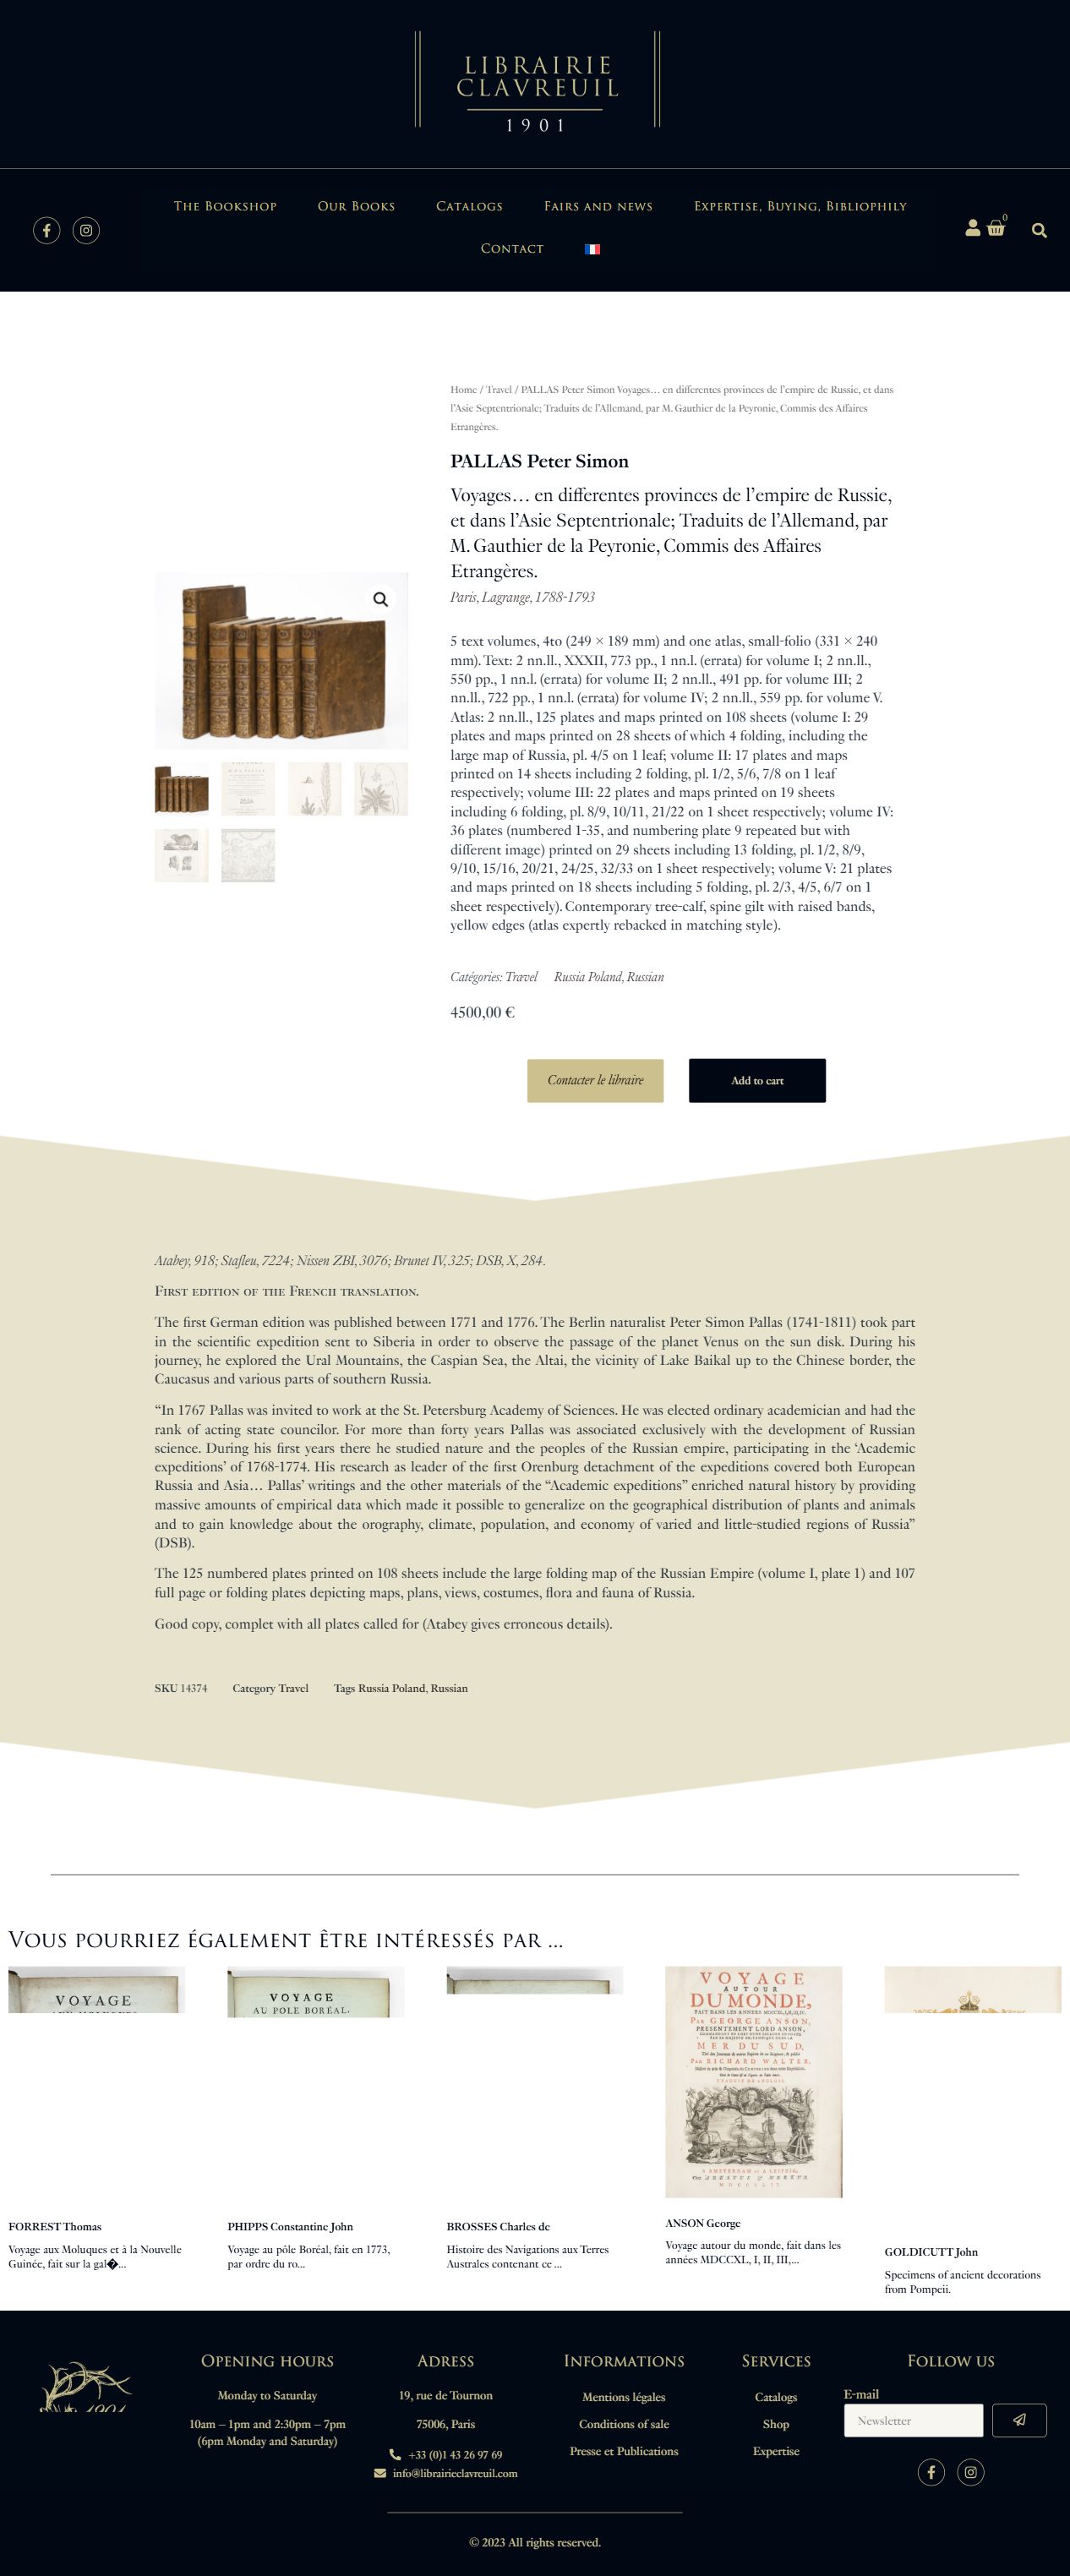 LIBRAIRIE
CLAVREUIL
1901
The Bookshop
Our Books
Catalogs
Fairs and news
Expertise, Buying, Bibliophily
0
Contact
Home / Travel / PALLAS Peter Simon Voyages… en differentes provinces de l'empire de Russie, et dans
l'Asie Septentrionale; Traduits de l'Allemand, par M. Gauthier de la Peyronie, Commis des Affaires
Etrangères.
PALLAS Peter Simon
Voyages… en differentes provinces de l'empire de Russie,
et dans l'Asie Septentrionale; Traduits de l'Allemand, par
M. Gauthier de la Peyronie, Commis des Affaires
Etrangères.
Paris, Lagrange, 1788-1793
5 text volumes, 4to (249 × 189 mm) and one atlas, small-folio (331 × 240
mm). Text: 2 nn.ll., XXXII, 773 pp., 1 nn.l. (errata) for volume I; 2 nn.ll.,
550 pp., 1 nn.l. (errata) for volume II; 2 nn.ll., 491 pp. for volume III; 2
nn.ll., 722 pp., 1 nn.l. (errata) for volume IV; 2 nn.ll., 559 pp. for volume V.
Atlas: 2 nn.ll., 125 plates and maps printed on 108 sheets (volume I: 29
plates and maps printed on 28 sheets of which 4 folding, including the
large map of Russia, pl. 4/5 on 1 leaf; volume II: 17 plates and maps
printed on 14 sheets including 2 folding, pl. 1/2, 5/6, 7/8 on 1 leaf
respectively; volume III: 22 plates and maps printed on 19 sheets
including 6 folding, pl. 8/9, 10/11, 21/22 on 1 sheet respectively; volume IV:
36 plates (numbered 1-35, and numbering plate 9 repeated but with
different image) printed on 29 sheets including 13 folding, pl. 1/2, 8/9,
9/10, 15/16, 20/21, 24/25, 32/33 on 1 sheet respectively; volume V: 21 plates
and maps printed on 18 sheets including 5 folding, pl. 2/3, 4/5, 6/7 on 1
sheet respectively). Contemporary tree-calf, spine gilt with raised bands,
yellow edges (atlas expertly rebacked in matching style).
Catégories: Travel Russia Poland, Russian
4500,00 €
Contacter le libraire
Add to cart
Atabey, 918; Stafleu, 7224; Nissen ZBI, 3076; Brunet IV, 325; DSB, X, 284.
First edition of the French translation.
The first German edition was published between 1771 and 1776. The Berlin naturalist Peter Simon Pallas (1741-1811) took part
in the scientific expedition sent to Siberia in order to observe the passage of the planet Venus on the sun disk. During his
journey, he explored the Ural Mountains, the Caspian Sea, the Altai, the vicinity of Lake Baikal up to the Chinese border, the
Caucasus and various parts of southern Russia.
“In 1767 Pallas was invited to work at the St. Petersburg Academy of Sciences. He was elected ordinary academician and had the
rank of acting state councilor. For more than forty years Pallas was associated exclusively with the development of Russian
science. During his first years there he studied nature and the peoples of the Russian empire, participating in the ‘Academic
expeditions’ of 1768-1774. His research as leader of the first Orenburg detachment of the expeditions covered both European
Russia and Asia… Pallas’ writings and the other materials of the “Academic expeditions” enriched natural history by providing
massive amounts of empirical data which made it possible to generalize on the geographical distribution of plants and animals
and to gain knowledge about the orography, climate, population, and economy of varied and little-studied regions of Russia”
(DSB).
The 125 numbered plates printed on 108 sheets include the large folding map of the Russian Empire (volume I, plate 1) and 107
full page or folding plates depicting maps, plans, views, costumes, flora and fauna of Russia.
Good copy, complet with all plates called for (Atabey gives erroneous details).
SKU 14374 Category Travel Tags Russia Poland, Russian
Vous pourriez également être intéressés par ...
VOYAGE
VOYAGE
AU POLE BORÉAL,
VOYAGE
AUTOUR
DU MONDE,
FAIT DANS LES ANNÉES MDCCXL, I, II, III, IV.
Par GEORGE ANSON,
PRESENTEMENT LORD ANSON,
MER DU SUD,
Par RICHARD WALTER,
FORREST Thomas
Voyage aux Moluques et à la Nouvelle
Guinée, fait sur la gal�...
PHIPPS Constantine John
Voyage au pôle Boréal, fait en 1773,
par ordre du ro...
BROSSES Charles de
Histoire des Navigations aux Terres
Australes contenant ce ...
ANSON George
Voyage autour du monde, fait dans les
années MDCCXL, I, II, III,...
GOLDICUTT John
Specimens of ancient decorations
from Pompeii.
Opening hours
Monday to Saturday
10am – 1pm and 2:30pm – 7pm
(6pm Monday and Saturday)
Adress
19, rue de Tournon
75006, Paris
+33 (0)1 43 26 97 69
info@librairieclavreuil.com
Informations
Mentions légales
Conditions of sale
Presse et Publications
Services
Catalogs
Shop
Expertise
Follow us
E-mail
Newsletter
© 2023 All rights reserved.